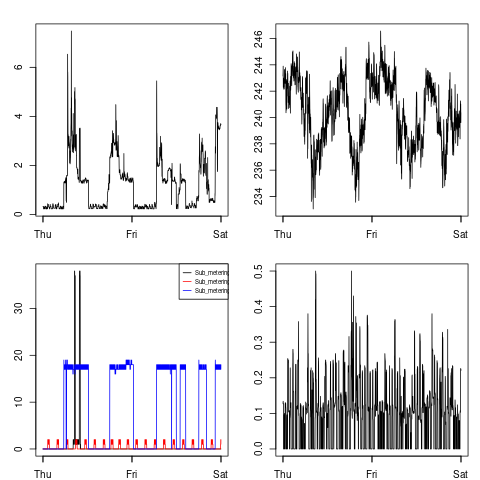 0 2 4 6
Thu Fri Sat
234 236 238 240 242 244 246
Thu Fri Sat
0 10 20 30
Thu Fri Sat
Sub_metering
Sub_metering
Sub_metering
0.0 0.1 0.2 0.3 0.4 0.5
Thu Fri Sat